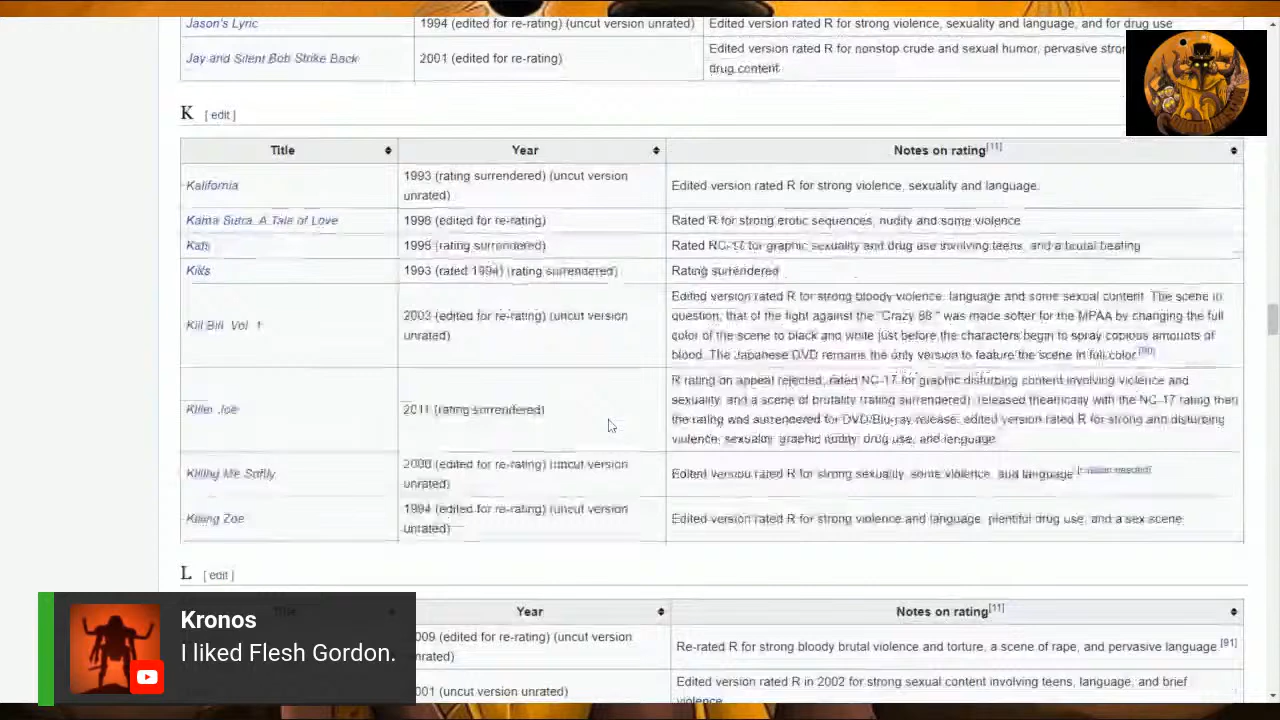 Jason's Lyric 1994 (edited for re-rating) (uncut version unrated) Edited version rated R for strong violence, sexuality and language, and for drug use
Jay and Silent Bob Strike Back 2001 (edited for re-rating) Edited version rated R for nonstop crude and sexual humor, pervasive
drug content
K [ edit ]
Title Year Notes on rating[11]
Kalifornia 1993 (rating surrendered) (uncut version
unrated) Edited version rated R for strong violence, sexuality and language.
Kama Sutra: A Tale of Love 1996 (edited for re-rating) Rated R for strong erotic sequences, nudity and some violence
1995 (rating surrendered) Rated NC-17 for graphic sexuality and drug use involving teens, and a brutal beating
1993 (rated 1994) (rating surrendered) Rating surrendered
Kill Bill Vol. 1 2003 (edited for re-rating) (uncut version
unrated) Edited version rated R for strong bloody violence, language and some sexual content. The scene in
question, that of the fight against the "Crazy 88," was made softer for the MPAA by changing the full
color of the scene to black and white just before the characters begin to spray copious amounts of
blood. The Japanese DVD remains the only version to feature the scene in full color.[90]
Killer Joe 2011 (rating surrendered) R rating on appeal rejected; rated NC-17 for graphic disturbing content involving violence and
sexuality, and a scene of brutality (rating surrendered); released theatrically with the NC-17 rating then
the rating was surrendered for DVD/Blu-ray release; edited version rated R for strong and disturbing
violence, sexuality, graphic nudity, drug use, and language
Killing Me Softly (edited for re-rating) (uncut version
unrated) Edited version rated R for strong sexuality, some violence, and language [citation needed]
Killing Zoe 1994 (edited for re-rating) (uncut version
unrated) Edited version rated R for strong violence and language, plentiful drug use, and a sex scene
L [ edit ]
Title Year Notes on rating[11]
009 (edited for re-rating) (uncut version
nrated) Re-rated R for strong bloody brutal violence and torture, a scene of rape, and pervasive language [91]
001 (uncut version unrated) Edited version rated R in 2002 for strong sexual content involving teens, language, and brief
violence
Kronos
I liked Flesh Gordon.